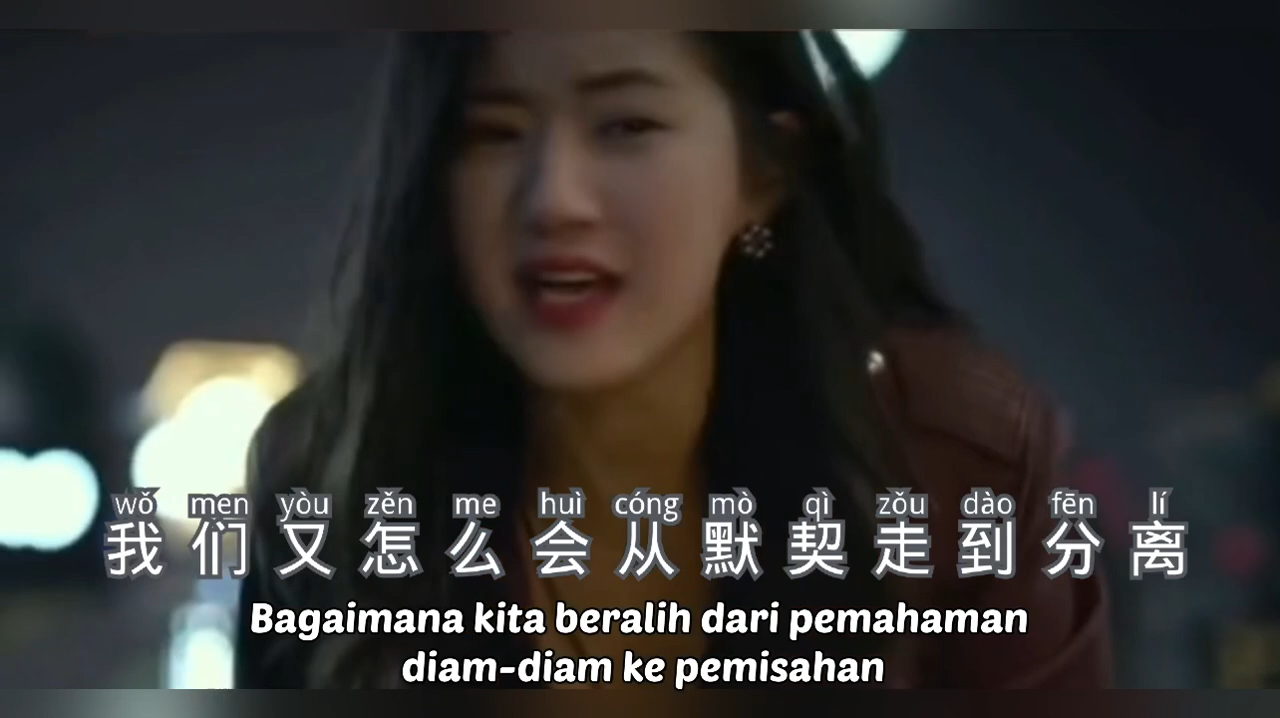 wǒ men yòu zěn me huì cóng mò qì zǒu dào fēn lí
我们又怎么会从默契走到分离
Bagaimana kita beralih dari pemahaman
diam-diam ke pemisahan